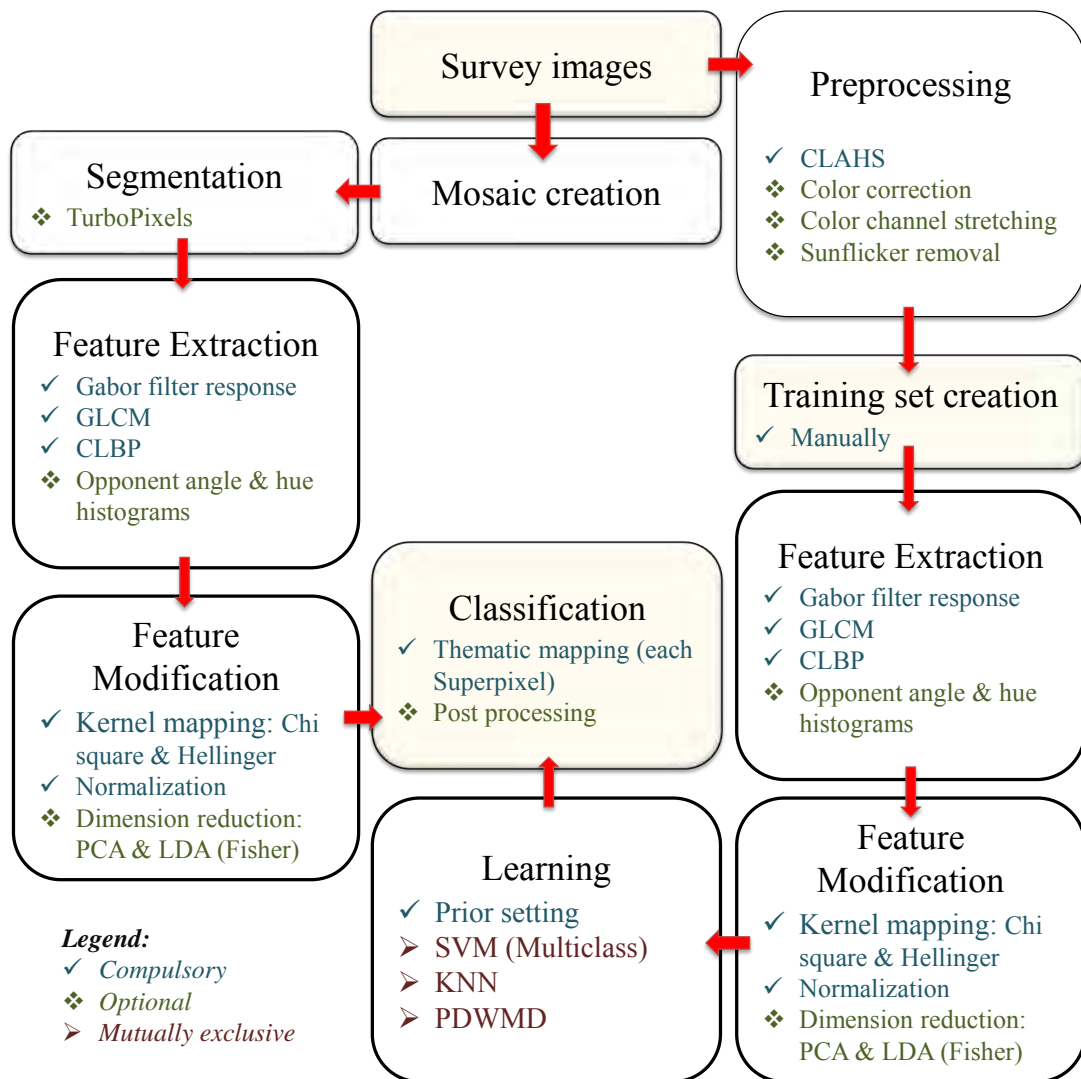 Survey images
Preprocessing
✓ CLAHS
❖ Color correction
❖ Color channel stretching
❖ Sunflicker removal
Mosaic creation
Segmentation
❖ TurboPixels
Feature Extraction
✓ Gabor filter response
✓ GLCM
✓ CLBP
❖ Opponent angle & hue
histograms
Feature
Modification
✓ Kernel mapping: Chi
square & Hellinger
✓ Normalization
❖ Dimension reduction:
PCA & LDA (Fisher)
Training set creation
✓ Manually
Feature Extraction
✓ Gabor filter response
✓ GLCM
✓ CLBP
❖ Opponent angle & hue
histograms
Feature
Modification
✓ Kernel mapping: Chi
square & Hellinger
✓ Normalization
❖ Dimension reduction:
PCA & LDA (Fisher)
Learning
✓ Prior setting
➢ SVM (Multiclass)
➢ KNN
➢ PDWMD
Classification
✓ Thematic mapping (each
Superpixel)
❖ Post processing
Legend:
✓ Compulsory
❖ Optional
➢ Mutually exclusive